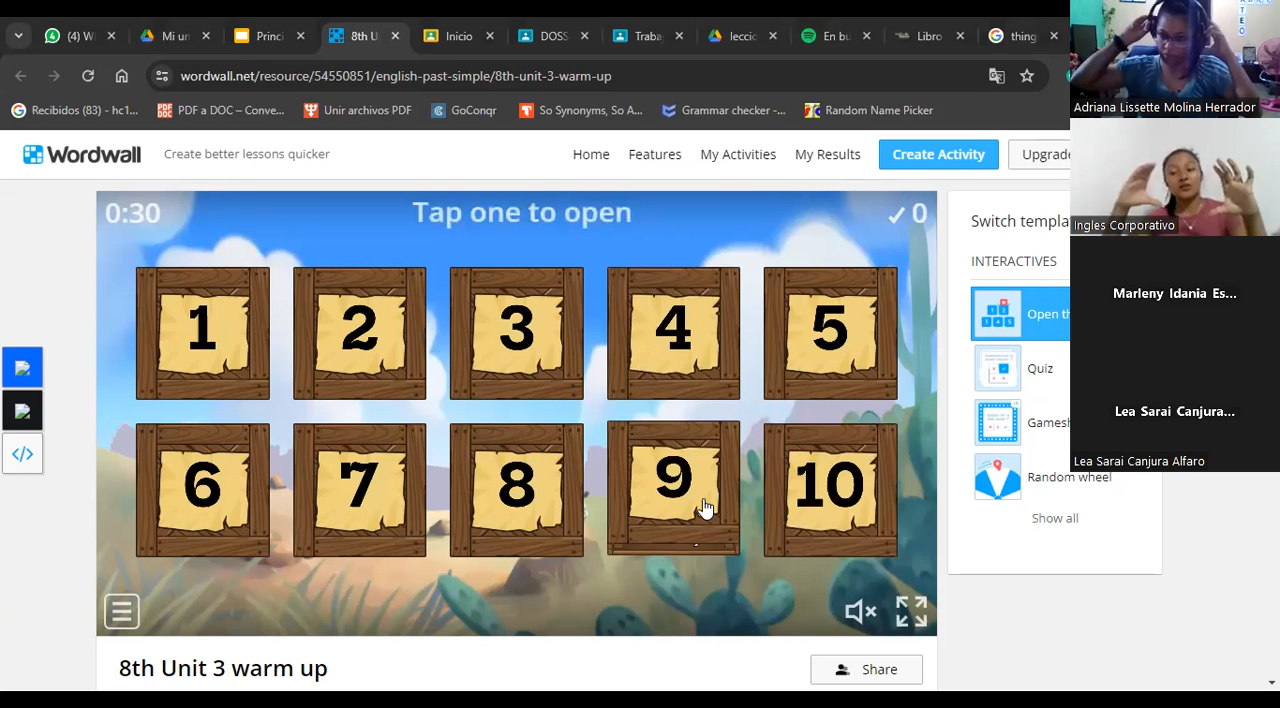 (4) W
Mi un
Princi
8th U
Inicio
DOSS
Traba
leccio
En bu
Libro
thing
wordwall.net/resource/54550851/english-past-simple/8th-unit-3-warm-up
Recibidos (83) - hc1...
PDF a DOC – Conve...
Unir archivos PDF
GoConqr
So Synonyms, So A...
Grammar checker -...
Random Name Picker
Wordwall
Create better lessons quicker
Home
Features
My Activities
My Results
Create Activity
Upgrade
0:30
Tap one to open
✓ 0
1
2
3
4
5
6
7
8
9
10
Switch templa
INTERACTIVES
Open th
Quiz
Gamesh
Random wheel
Show all
</>
8th Unit 3 warm up
Share
Adriana Lissette Molina Herrador
Ingles Corporativo
Marleny Idania Es...
Lea Sarai Canjura...
Lea Sarai Canjura Alfaro